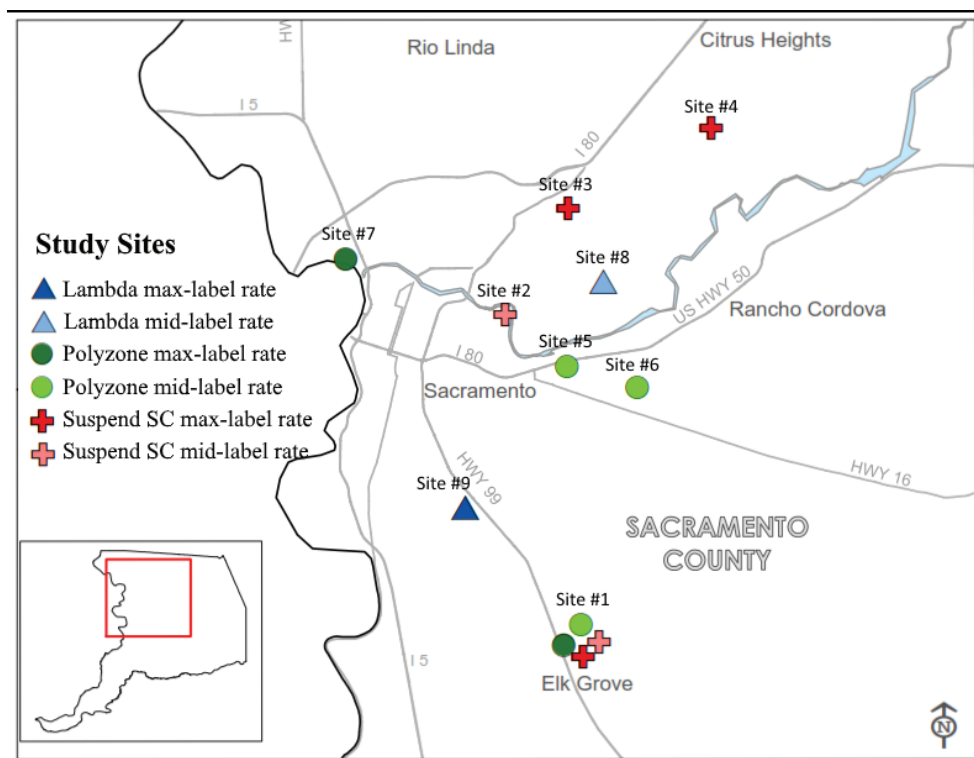 HW
Rio Linda
Citrus Heights
I 5
Site #4
I 80
Site #3
Site #7
Study Sites
Lambda max-label rate
Lambda mid-label rate
Polyzone max-label rate
Polyzone mid-label rate
Suspend SC max-label rate
Suspend SC mid-label rate
Site #8
Site #2
US HWY 50
Rancho Cordova
Site #5
I 80
Site #6
Sacramento
HWY 16
Site #9
HWY 99
SACRAMENTO
COUNTY
Site #1
I 5
Elk Grove
N